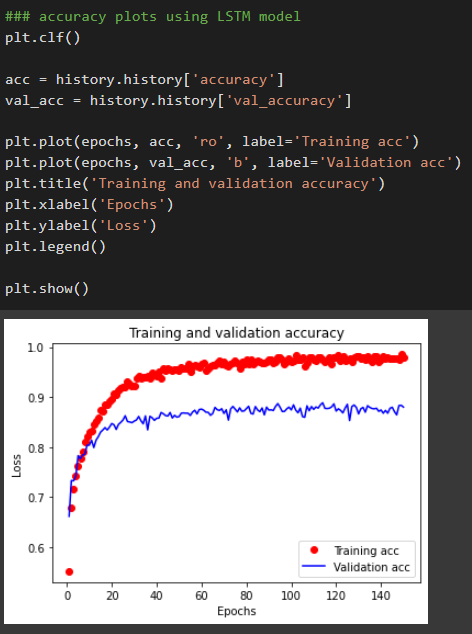 ### accuracy plots using LSTM model
plt.clf()
acc = history.history['accuracy']
val_acc = history.history['val_accuracy']
plt.plot(epochs, acc, 'ro', label='Training acc')
plt.plot(epochs, val_acc, 'b', label='Validation acc')
plt.title('Training and validation accuracy')
plt.xlabel('Epochs')
plt.ylabel('Loss')
plt.legend()
plt.show()
Training and validation accuracy
1.0
0.9
0.8
0.7
0.6
Loss
Training acc
Validation acc
0 20 40 60 80 100 120 140
Epochs